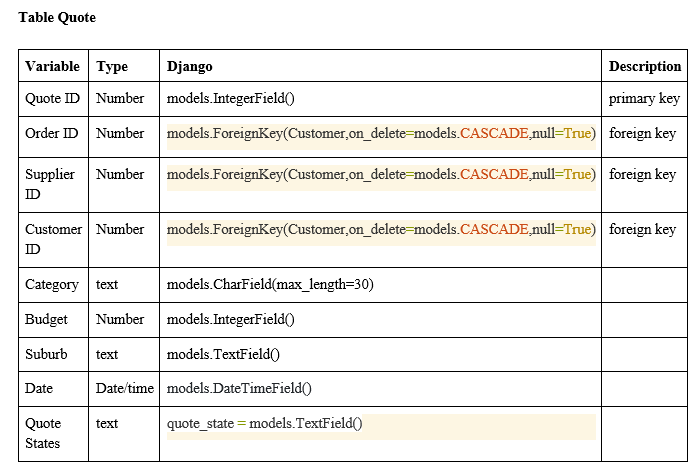 Table Quote
Variable Type Django Description
Quote ID Number models.IntegerField() primary key
Order ID Number models.ForeignKey(Customer,on_delete=models.CASCADE,null=True) foreign key
Supplier Number models.ForeignKey(Customer,on_delete=models.CASCADE,null=True) foreign key
ID
Customer Number models.ForeignKey(Customer,on_delete=models.CASCADE,null=True) foreign key
ID
Category text models.CharField(max_length=30)
Budget Number models.IntegerField()
Suburb text models.TextField()
Date Date/time models.DateTimeField()
Quote text quote_state = models.TextField()
States